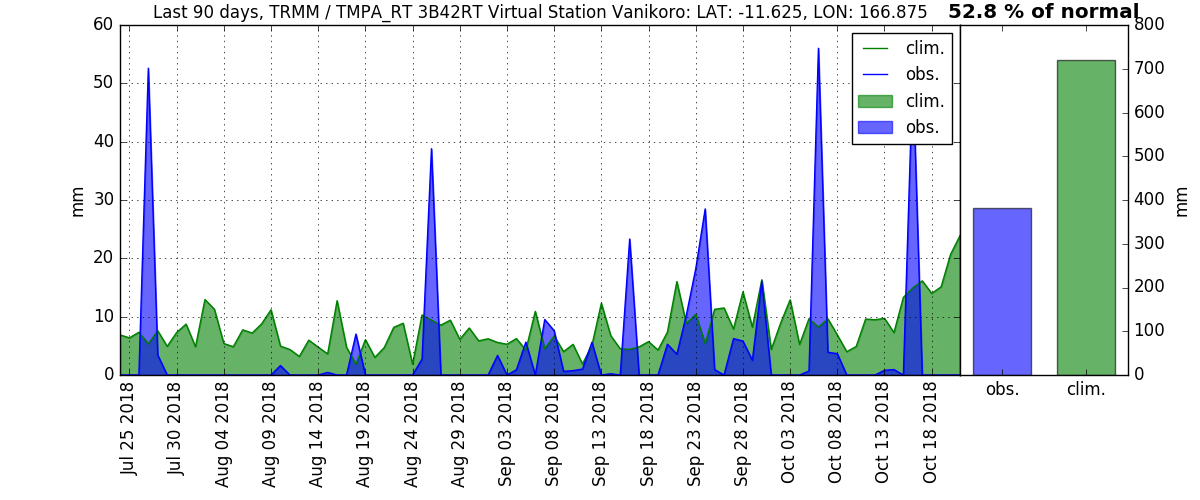 Last 90 days, TRMM / TMPA_RT 3B42RT Virtual Station Vanikoro: LAT: -11.625, LON: 166.875
52.8 % of normal
60
50
40
30
20
10
0
mm
clim.
obs.
clim.
obs.
800
700
600
500
400
300
200
100
0
mm
Jul 25 2018
Jul 30 2018
Aug 04 2018
Aug 09 2018
Aug 14 2018
Aug 19 2018
Aug 24 2018
Aug 29 2018
Sep 03 2018
Sep 08 2018
Sep 13 2018
Sep 18 2018
Sep 23 2018
Sep 28 2018
Oct 03 2018
Oct 08 2018
Oct 13 2018
Oct 18 2018
obs.
clim.